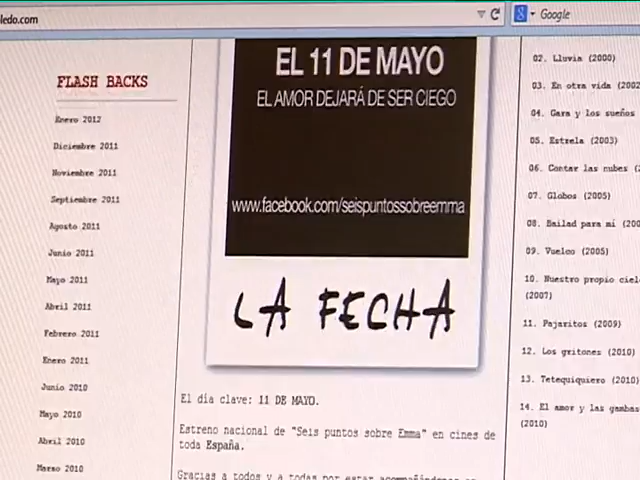 ledo.com
Google
FLASH BACKS
Enero 2012
Diciembre 2011
Noviembre 2011
Septiembre 2011
Agosto 2011
Junio 2011
Mayo 2011
Abril 2011
Febrero 2011
Enero 2011
Junio 2010
Mayo 2010
Abril 2010
Marzo 2010
EL 11 DE MAYO
EL AMOR DEJARÁ DE SER CIEGO
www.facebook.com/seispuntossobreemma
LA FECHA
El día clave: 11 DE MAYO.
Estreno nacional de "Seis puntos sobre Emma" en cines de
toda España.
Gracias a todos y a todas por estar
02. Lluvia (2000)
03. En otra vida (2002
04. Gara y los sueños
05. Estrela (2003)
06. Contar las nubes (2
07. Globos (2005)
08. Bailad para mi (200
09. Vuelco (2005)
10. Nuestro propio ciel
(2007)
11. Pajaritos (2009)
12. Los gritones (2010)
13. Tetequiquiero (2010)
14. El amor y las gambas
(2010)